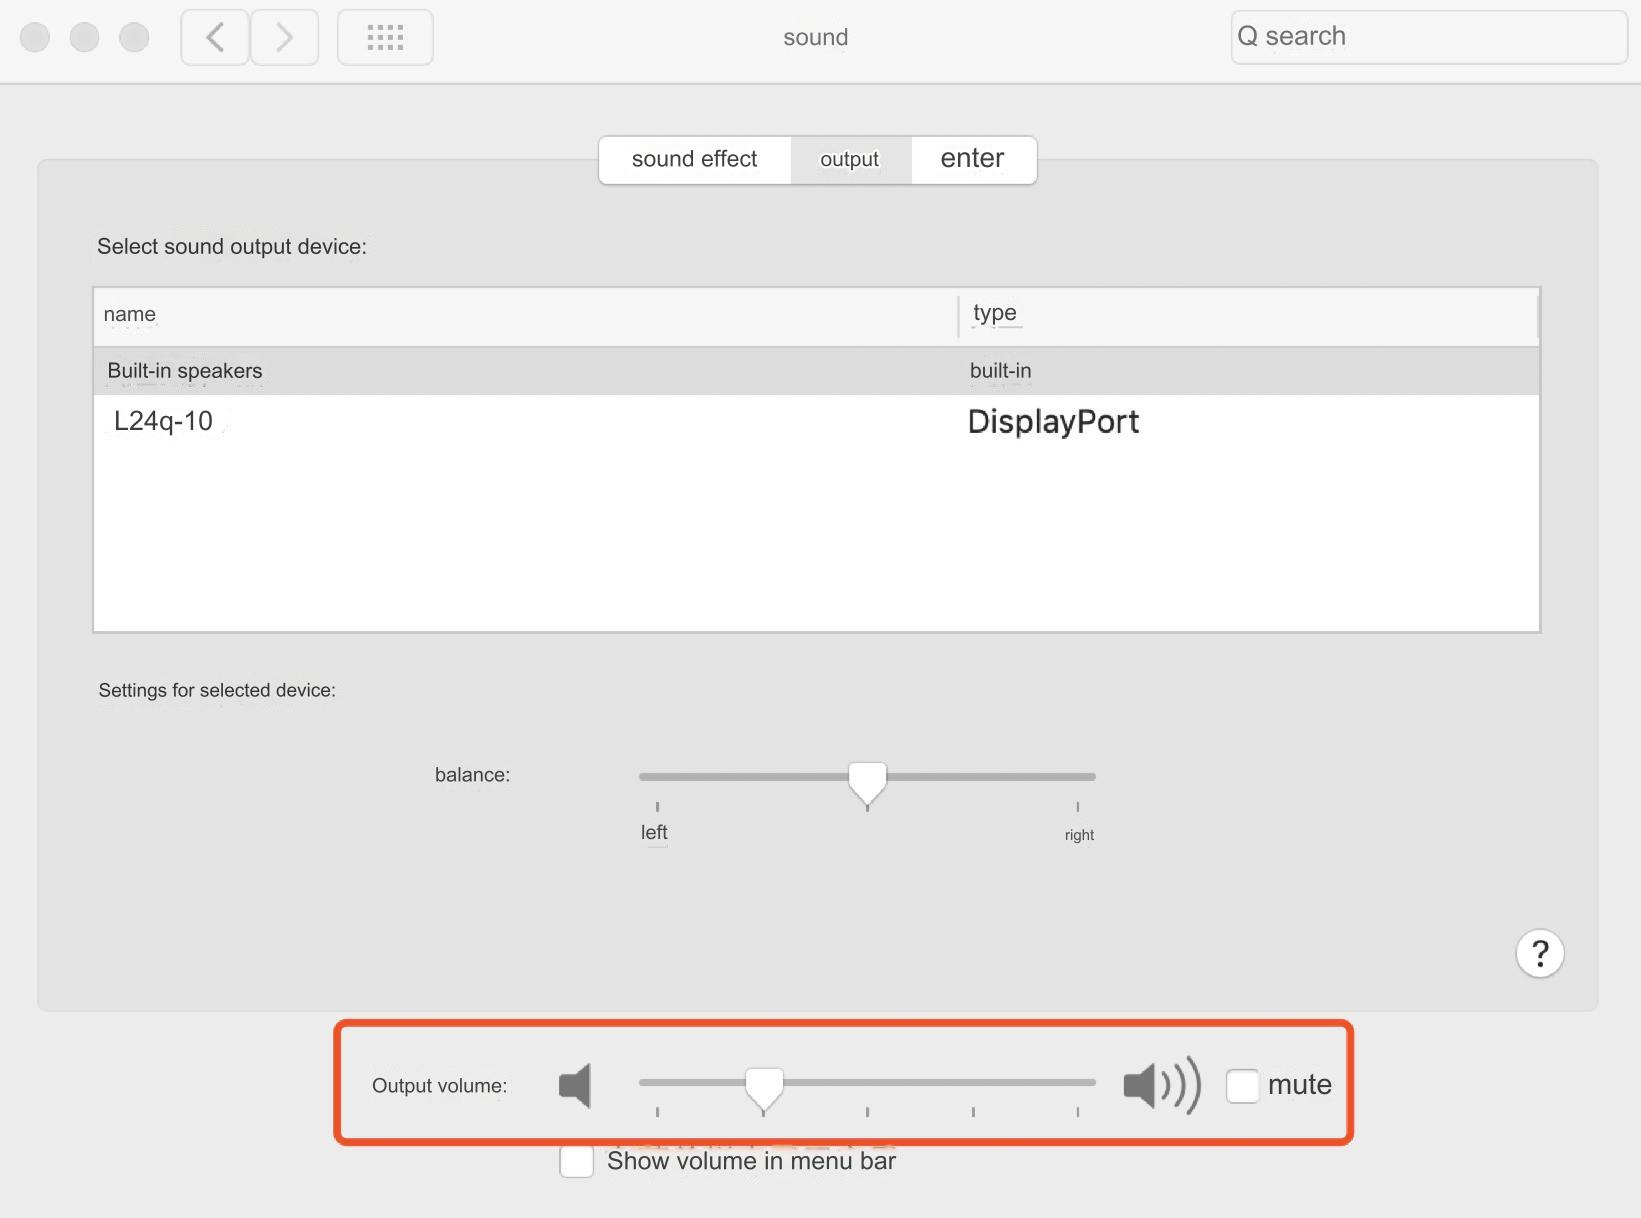 sound
search
sound effect output enter
Select sound output device:
name type
Built-in speakers built-in
L24q-10 DisplayPort
Settings for selected device:
balance:
left right
?
Output volume: mute
Show volume in menu bar